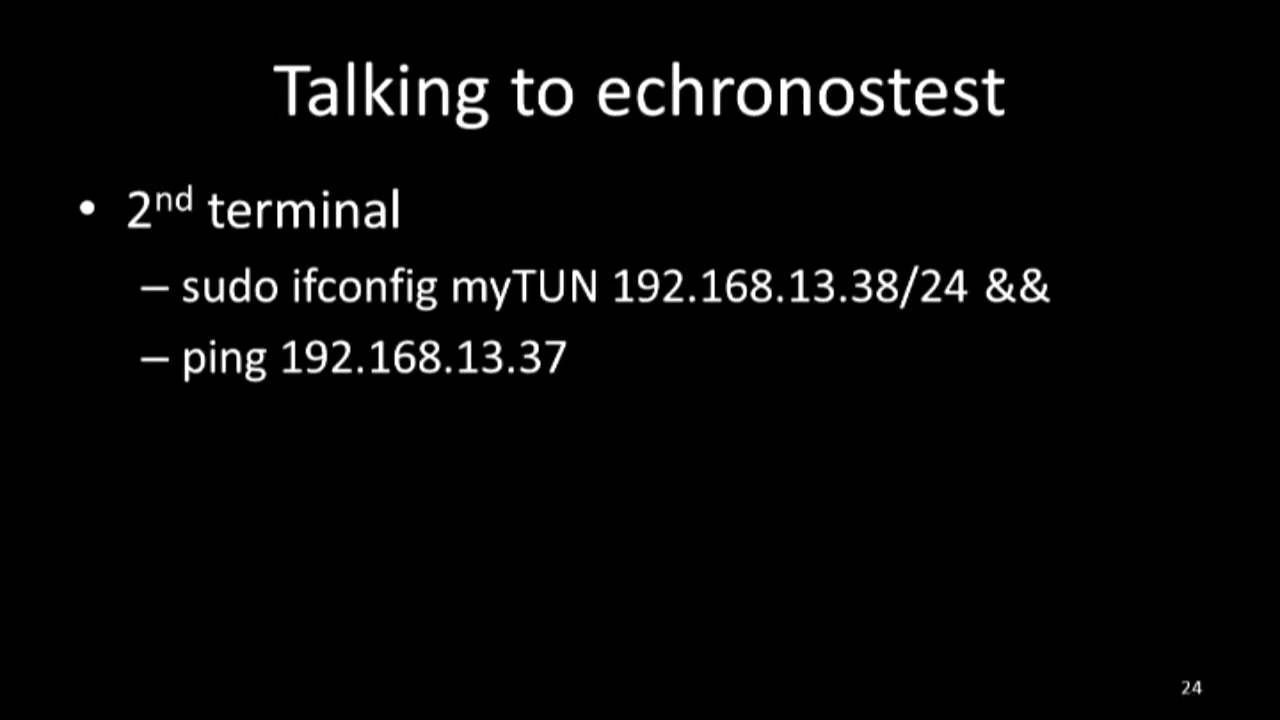 Talking to echronostest
• 2nd terminal
– sudo ifconfig myTUN 192.168.13.38/24 &&
– ping 192.168.13.37
24